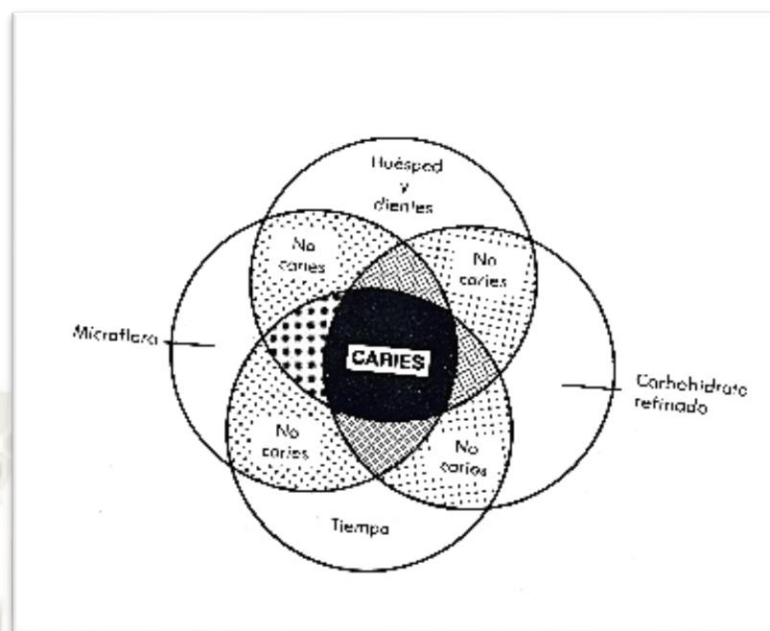 Huésped
y
dientes
No
caries
No
caries
Microflora
CARIES
Carbohidrato
refinado
No
caries
No
caries
Tiempo